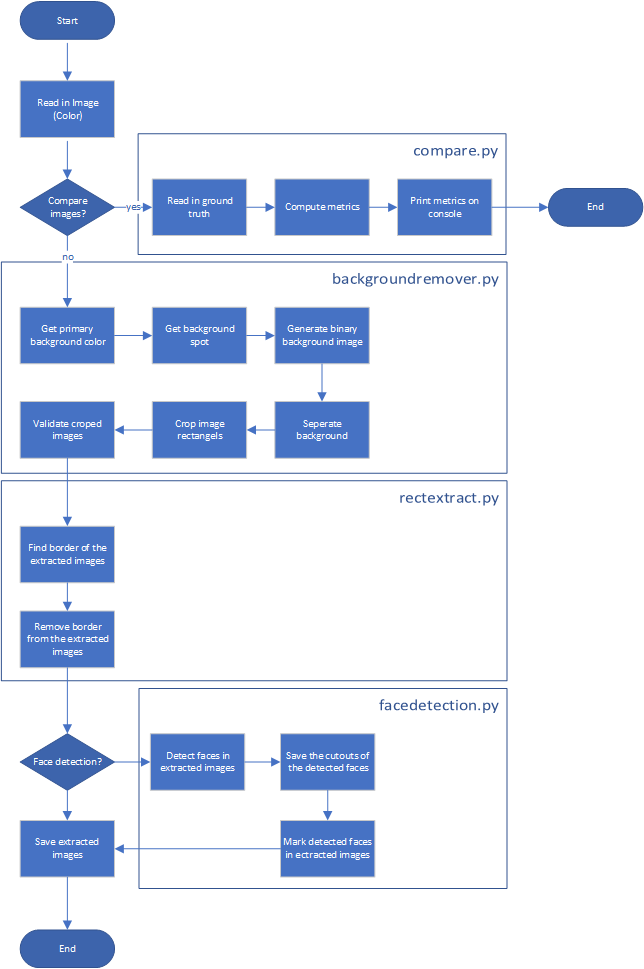 Start
Read in Image
(Color)
compare.py
Compare
images?
yes
Read in ground
truth
Compute metrics
Print metrics on
console
End
no
backgroundremover.py
Get primary
background color
Get background
spot
Generate binary
background image
Validate croped
images
Crop image
rectangels
Seperate
background
rectextract.py
Find border of the
extracted images
Remove border
from the extracted
images
facedetection.py
Face detection?
Detect faces in
extracted images
Save the cutouts of
the detected faces
Save extracted
images
Mark detected faces
in ectracted images
End